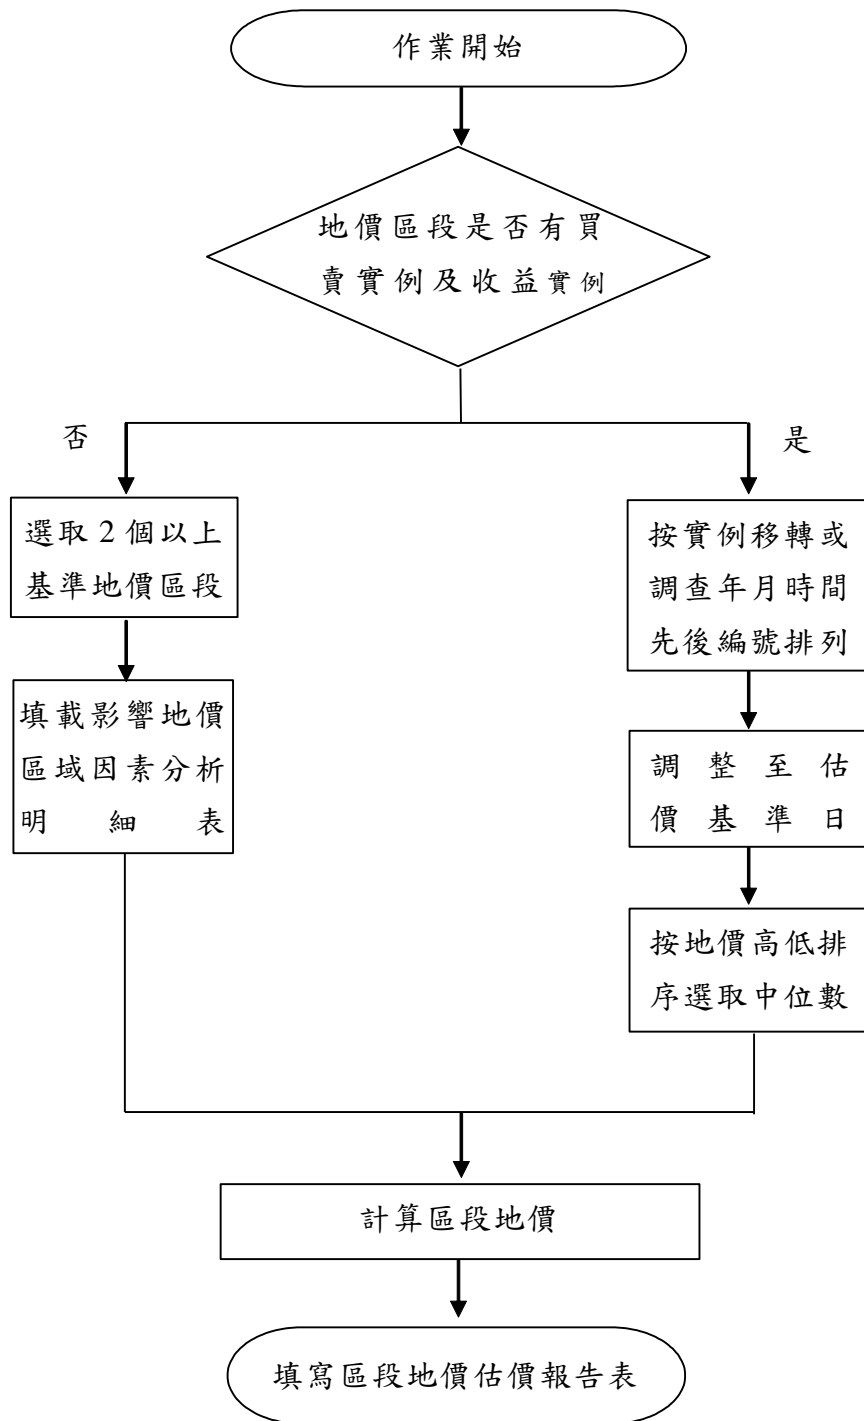 作業開始
地價區段是否有買
賣實例及收益實例
否
是
選取2個以上
基準地價區段
填載影響地價
區域因素分析
明細表
按實例移轉或
調查年月時間
先後編號排列
調整至估
價基準日
按地價高低排
序選取中位數
計算區段地價
填寫區段地價估價報告表